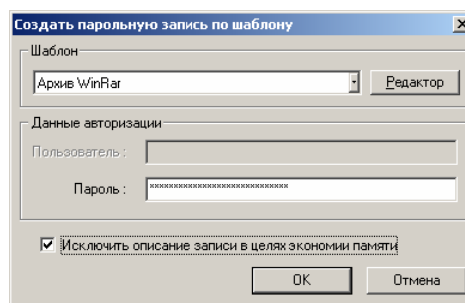 Создать парольную запись по шаблону
Шаблон
Архив WinRar
Редактор
Данные авторизации
Пользователь :
Пароль : ****************************
Исключить описание записи в целях экономии памяти
OK Отмена